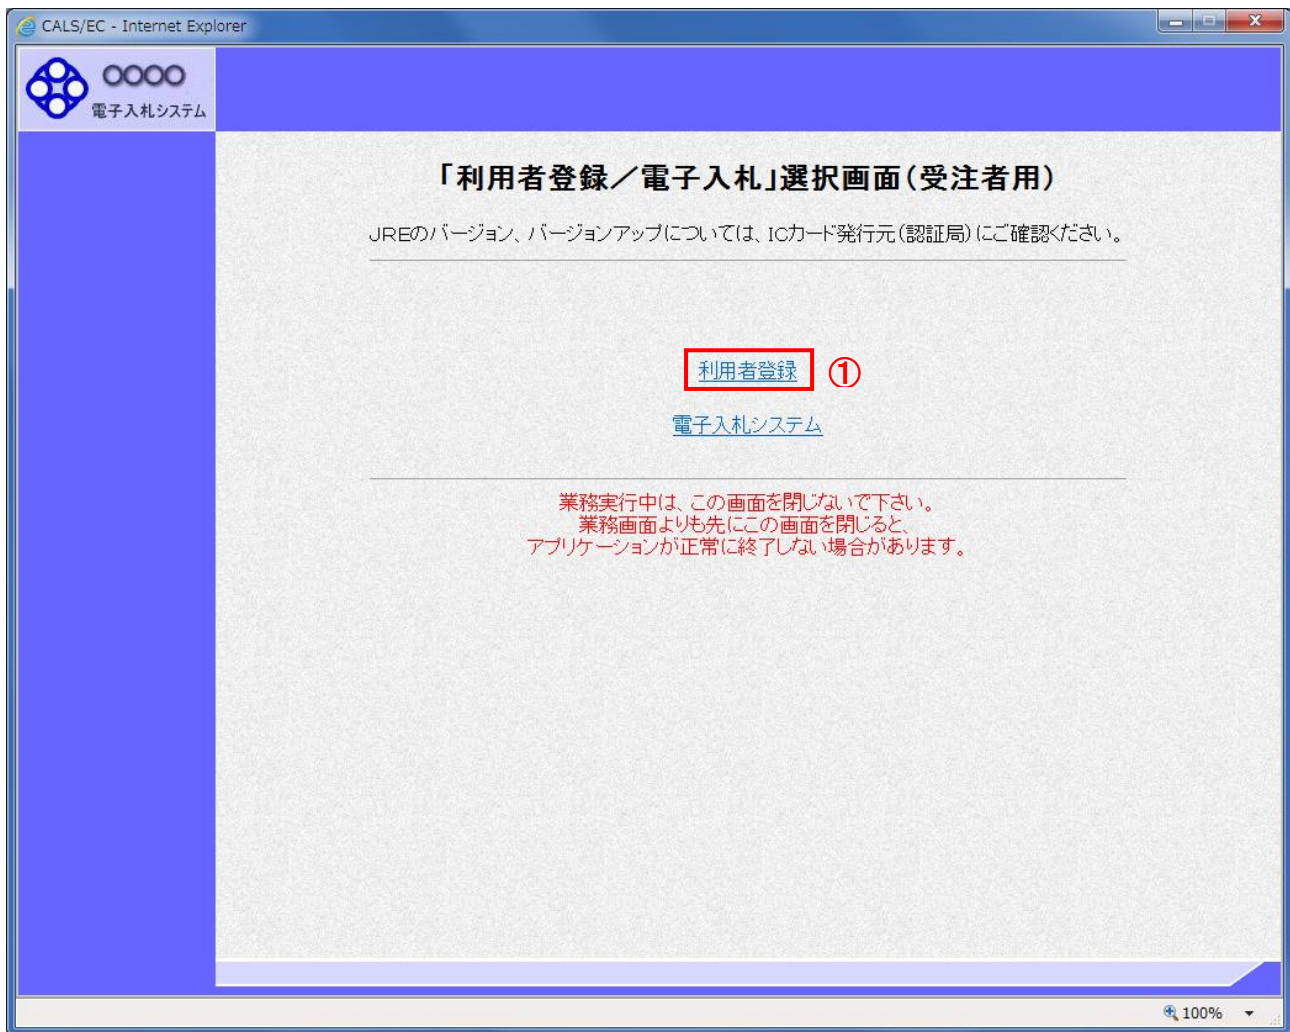 CALS/EC - Internet Explorer
○○○○
電子入札システム
「利用者登録／電子入札」選択画面（受注者用）
JREのバージョン、バージョンアップについては、ICカード発行元（認証局）にご確認ください。
利用者登録 ①
電子入札システム
業務実行中は、この画面を閉じないで下さい。
業務画面よりも先にこの画面を閉じると、
アプリケーションが正常に終了しない場合があります。
100%